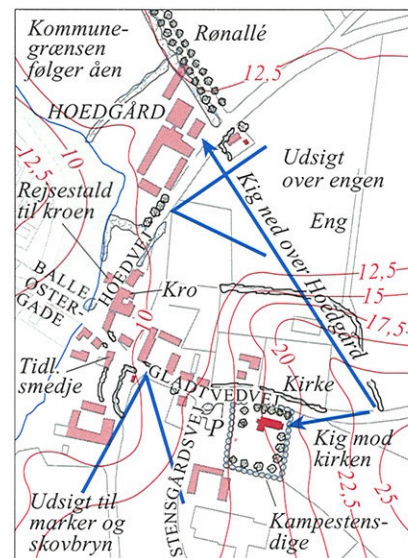 Kommune-
grænsen
følger åen
Rønallé
12,5
12,5
10
HOEDGÅRD
Udsigt
over engen
Rejsestald
til kroen
Eng
Kig ned over Hoedgård
HOEDVEJ
BALLE
OSTER-
GADE
Kro
10
12,5
15
17,5
Tidl.
smedje
GLADTVEDVEJ
20
Kirke
P
STENSGÅRDSVEJ
Kig mod
kirken
Udsigt til
marker og
skovbryn
Kampestens-
dige
22,5
25